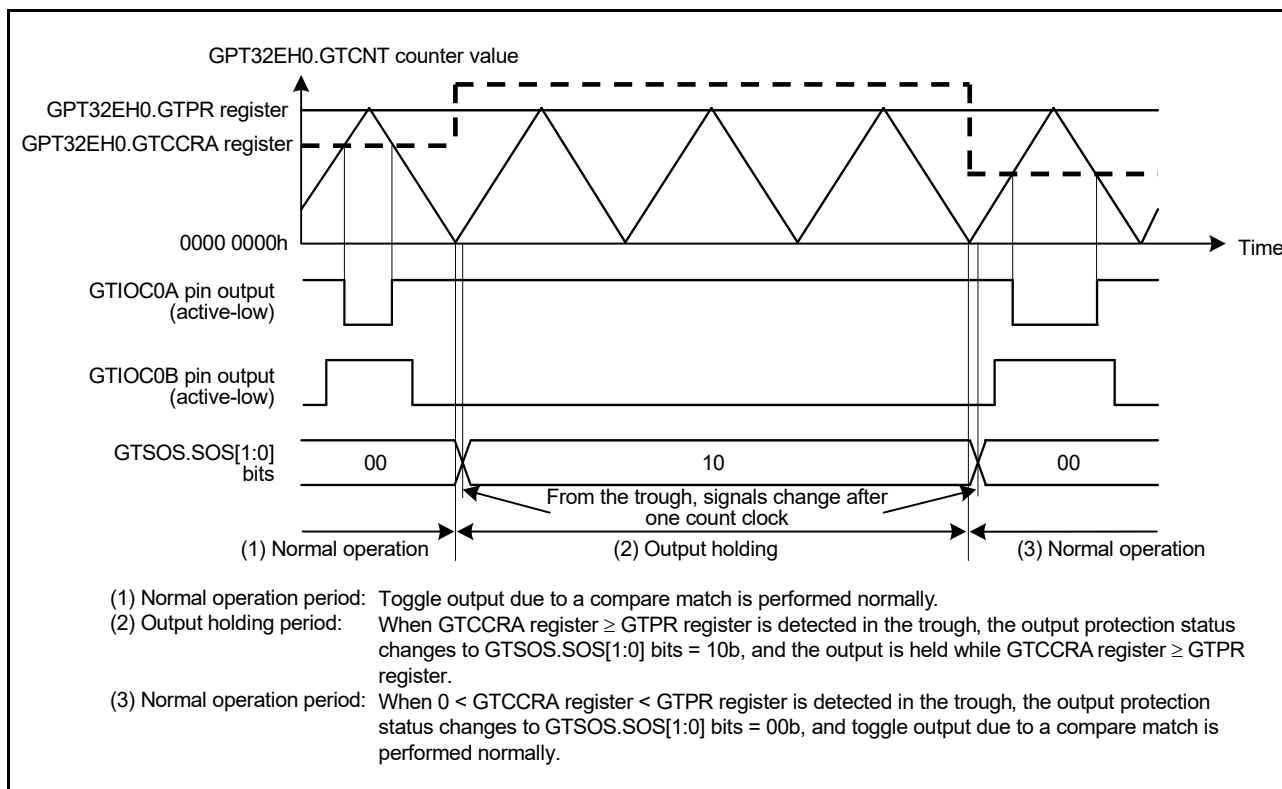 GPT32EH0.GTCNT counter value
GPT32EH0.GTPR register
GPT32EH0.GTCCRA register
0000 0000h
Time
GTIOC0A pin output
(active-low)
GTIOC0B pin output
(active-low)
GTSOS.SOS[1:0]
bits
00
10
00
From the trough, signals change after
one count clock
(1) Normal operation
(2) Output holding
(3) Normal operation
(1) Normal operation period: Toggle output due to a compare match is performed normally.
(2) Output holding period: When GTCCRA register ≥ GTPR register is detected in the trough, the output protection status
changes to GTSOS.SOS[1:0] bits = 10b, and the output is held while GTCCRA register ≥ GTPR
register.
(3) Normal operation period: When 0 < GTCCRA register < GTPR register is detected in the trough, the output protection
status changes to GTSOS.SOS[1:0] bits = 00b, and toggle output due to a compare match is
performed normally.